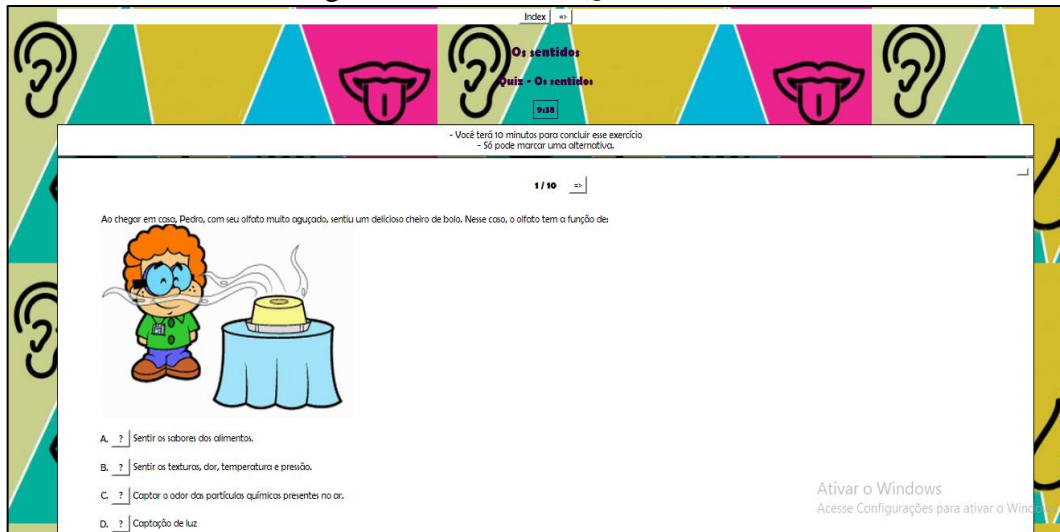 Index =>
Os sentidos
Quiz - Os sentidos
9:38
- Você terá 10 minutos para concluir esse exercício
- Só pode marcar uma alternativa.
1 / 10 =>
Ao chegar em casa, Pedro, com seu olfato muito aguçado, sentiu um delicioso cheiro de bolo. Nesse caso, o olfato tem a função de:
A. ? Sentir os sabores dos alimentos.
B. ? Sentir as texturas, dor, temperatura e pressão.
C. ? Captar o odor das partículas químicas presentes no ar.
D. ? Captação de luz
Ativar o Windows
Acesse Configurações para ativar o